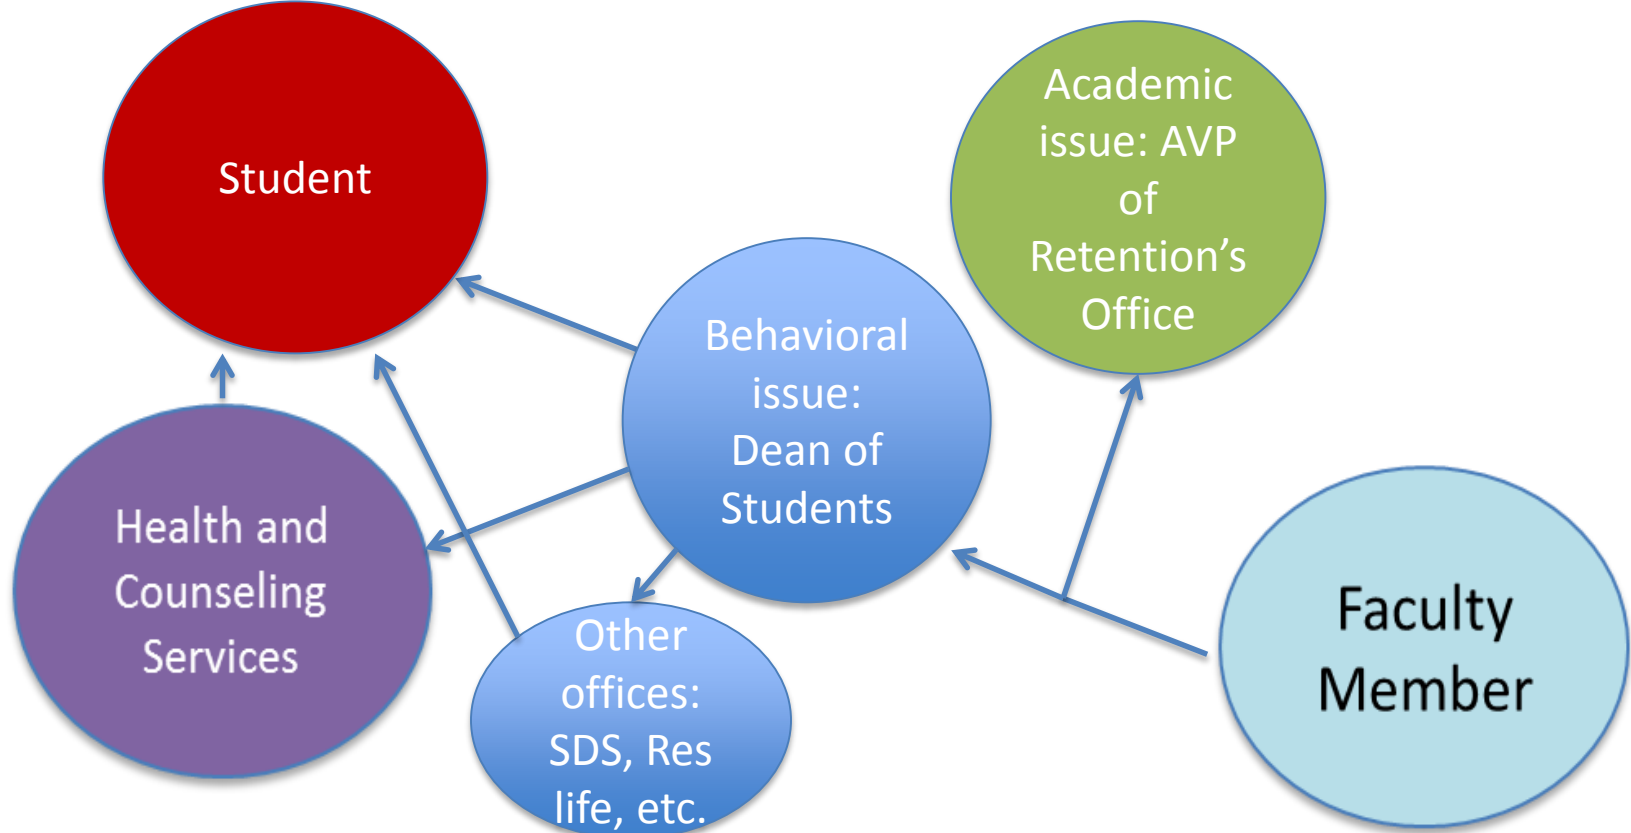 Student
Academic
issue: AVP
of
Retention’s
Office
Behavioral
issue:
Dean of
Students
Health and
Counseling
Services
Other
offices:
SDS, Res
life, etc.
Faculty
Member